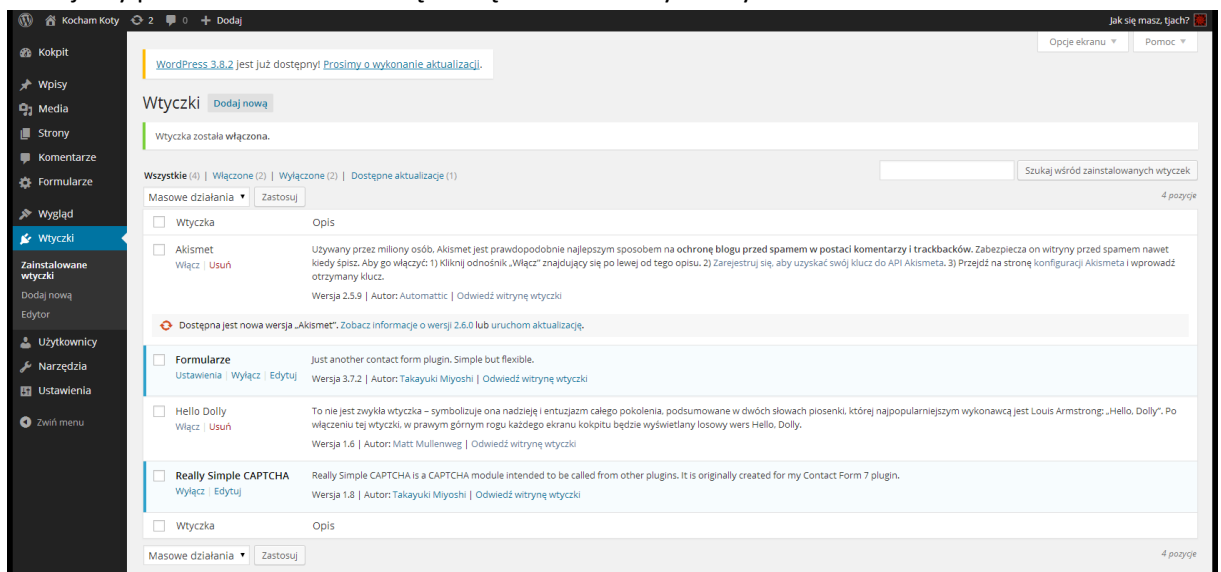 Kocham Koty 2 0 + Dodaj Jak się masz, tjach?
Opcje ekranu ▼ Pomoc ▼
Kokpit
Wpisy
Media
Strony
Komentarze
Formularze
Wygląd
Wtyczki
Zainstalowane
wtyczki
Dodaj nową
Edytor
Użytkownicy
Narzędzia
Ustawienia
Zwiń menu
WordPress 3.8.2 jest już dostępny! Prosimy o wykonanie aktualizacji.
Wtyczki Dodaj nową
Wtyczka została włączona.
Wszystkie (4) | Włączone (2) | Wyłączone (2) | Dostępne aktualizacje (1)
Szukaj wśród zainstalowanych wtyczek
Masowe działania ▼ Zastosuj
4 pozycje
Wtyczka Opis
Akismet
Włącz | Usuń
Używany przez miliony osób, Akismet jest prawdopodobnie najlepszym sposobem na ochronę blogu przed spamem w postaci komentarzy i trackbacków. Zabezpiecza on witryny przed spamem nawet
kiedy śpisz. Aby go włączyć: 1) Kliknij odnośnik „Włącz” znajdujący się po lewej od tego opisu. 2) Zarejestruj się, aby uzyskać swój klucz do API Akismeta. 3) Przejdź na stronę konfiguracji Akismeta i wprowadź
otrzymany klucz.
Wersja 2.5.9 | Autor: Automattic | Odwiedź witrynę wtyczki
Dostępna jest nowa wersja „Akismet”. Zobacz informacje o wersji 2.6.0 lub uruchom aktualizację.
Formularze
Ustawienia | Wyłącz | Edytuj
Just another contact form plugin. Simple but flexible.
Wersja 3.7.2 | Autor: Takayuki Miyoshi | Odwiedź witrynę wtyczki
Hello Dolly
Włącz | Usuń
To nie jest zwykła wtyczka – symbolizuje ona nadzieję i entuzjazm całego pokolenia, podsumowane w dwóch słowach piosenki, której najpopularniejszym wykonawcą jest Louis Armstrong: „Hello, Dolly”. Po
włączeniu tej wtyczki, w prawym górnym rogu każdego ekranu kokpitu będzie wyświetlany losowy wers Hello, Dolly.
Wersja 1.6 | Autor: Matt Mullenweg | Odwiedź witrynę wtyczki
Really Simple CAPTCHA
Wyłącz | Edytuj
Really Simple CAPTCHA is a CAPTCHA module intended to be called from other plugins. It is originally created for my Contact Form 7 plugin.
Wersja 1.8 | Autor: Takayuki Miyoshi | Odwiedź witrynę wtyczki
Wtyczka Opis
Masowe działania ▼ Zastosuj
4 pozycje